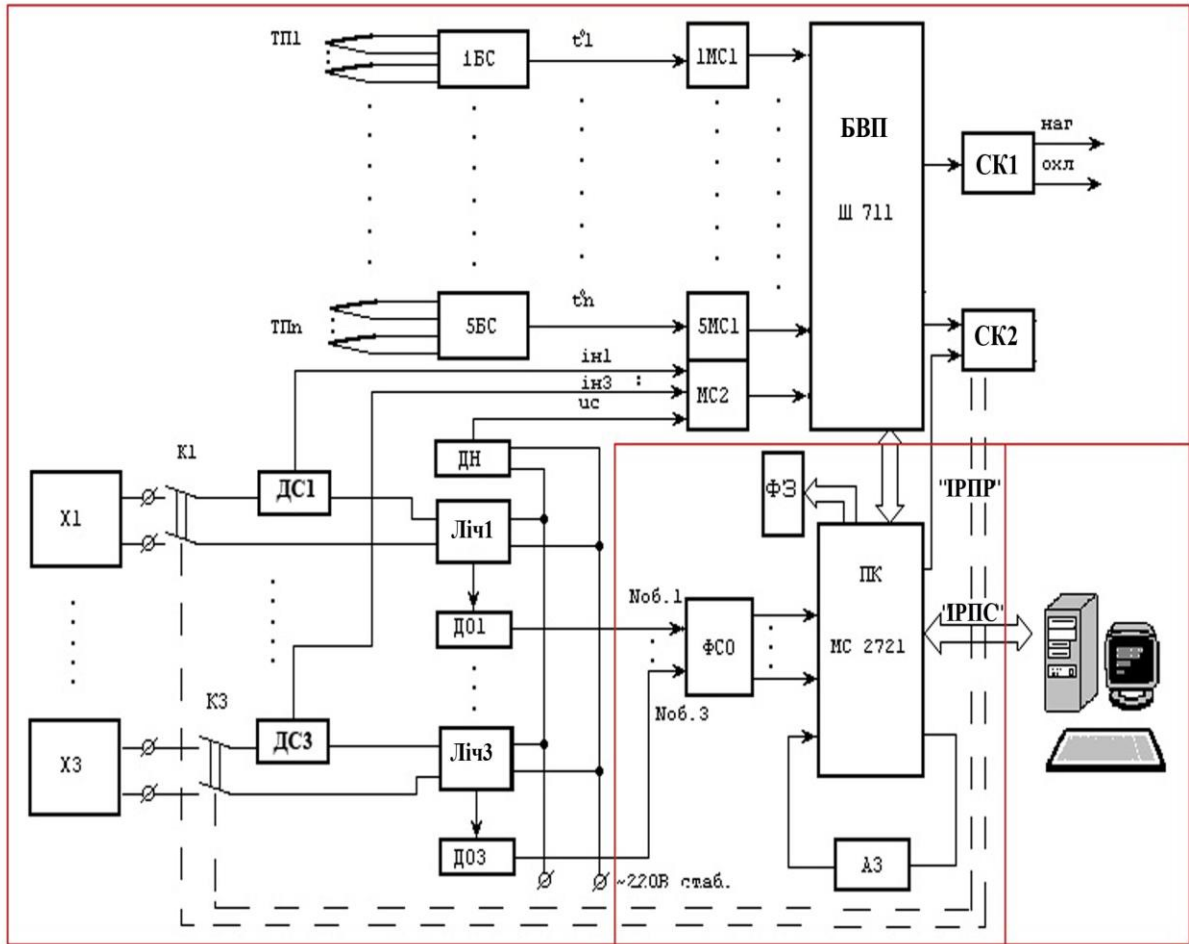 ТП1
1БС
t°1
1МС1
БВП
Ш 711
СК1
наг
охл
ТПn
5БС
t°n
5МС1
СК2
ін1
ін3
uc
МС2
К1
ДН
Х1
ДС1
Ліч1
ДО1
ФЗ
"ІРПР"
ПК
МС 2721
"ІРПС"
Nоб.1
ФСО
Nоб.3
К3
Х3
ДС3
Ліч3
ДО3
АЗ
~220В стаб.